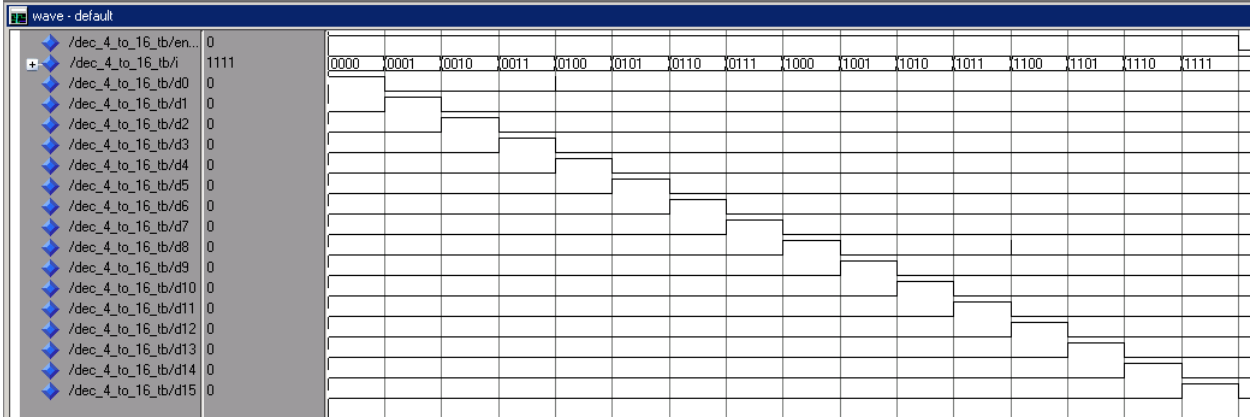 wave - default
/dec_4_to_16_tb/en... 0
/dec_4_to_16_tb/i 1111 0000 0001 0010 0011 0100 0101 0110 0111 1000 1001 1010 1011 1100 1101 1110 1111
/dec_4_to_16_tb/d0 0
/dec_4_to_16_tb/d1 0
/dec_4_to_16_tb/d2 0
/dec_4_to_16_tb/d3 0
/dec_4_to_16_tb/d4 0
/dec_4_to_16_tb/d5 0
/dec_4_to_16_tb/d6 0
/dec_4_to_16_tb/d7 0
/dec_4_to_16_tb/d8 0
/dec_4_to_16_tb/d9 0
/dec_4_to_16_tb/d10 0
/dec_4_to_16_tb/d11 0
/dec_4_to_16_tb/d12 0
/dec_4_to_16_tb/d13 0
/dec_4_to_16_tb/d14 0
/dec_4_to_16_tb/d15 0